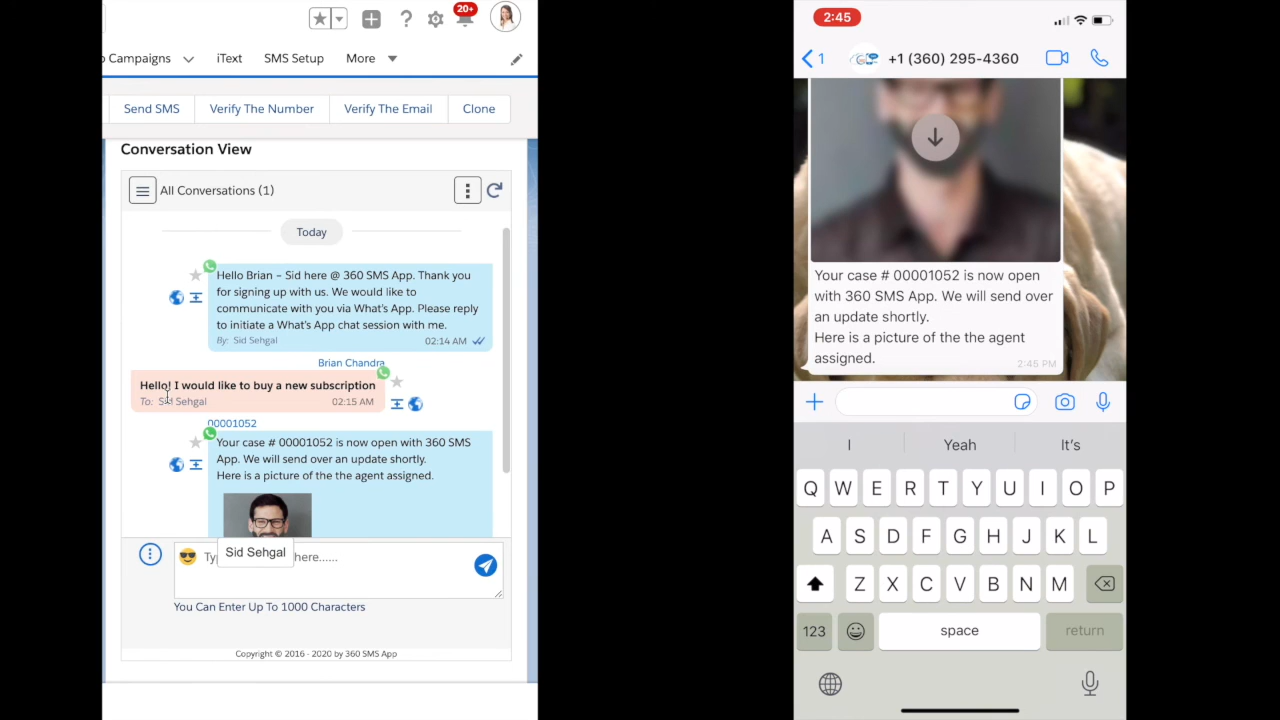 20+
Campaigns
iText
SMS Setup
More
Send SMS
Verify The Number
Verify The Email
Clone
Conversation View
All Conversations (1)
Today
Hello Brian – Sid here @ 360 SMS App. Thank you
for signing up with us. We would like to
communicate with you via What's App. Please reply
to initiate a What's App chat session with me.
By: Sid Sehgal
02:14 AM
Brian Chandra
Hello! I would like to buy a new subscription
To: Sid Sehgal
02:15 AM
00001052
Your case # 00001052 is now open with 360 SMS
App. We will send over an update shortly.
Here is a picture of the the agent assigned.
Sid Sehgal
here......
You Can Enter Up To 1000 Characters
Copyright © 2016 - 2020 by 360 SMS App
2:45
1
+1 (360) 295-4360
Your case # 00001052 is now open
with 360 SMS App. We will send over
an update shortly.
Here is a picture of the the agent
assigned.
2:45 PM
I
Yeah
It's
Q W E R T Y U I O P
A S D F G H J K L
Z X C V B N M
123
space
return